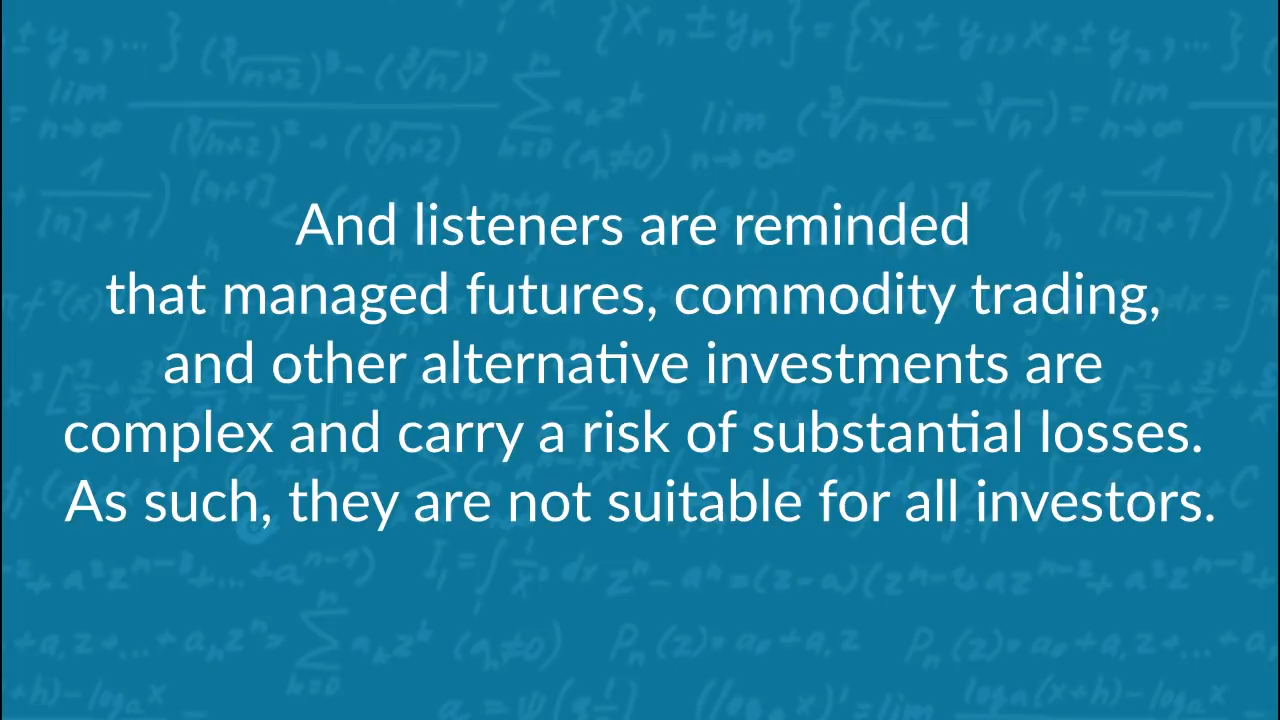 And listeners are reminded
that managed futures, commodity trading,
and other alternative investments are
complex and carry a risk of substantial losses.
As such, they are not suitable for all investors.